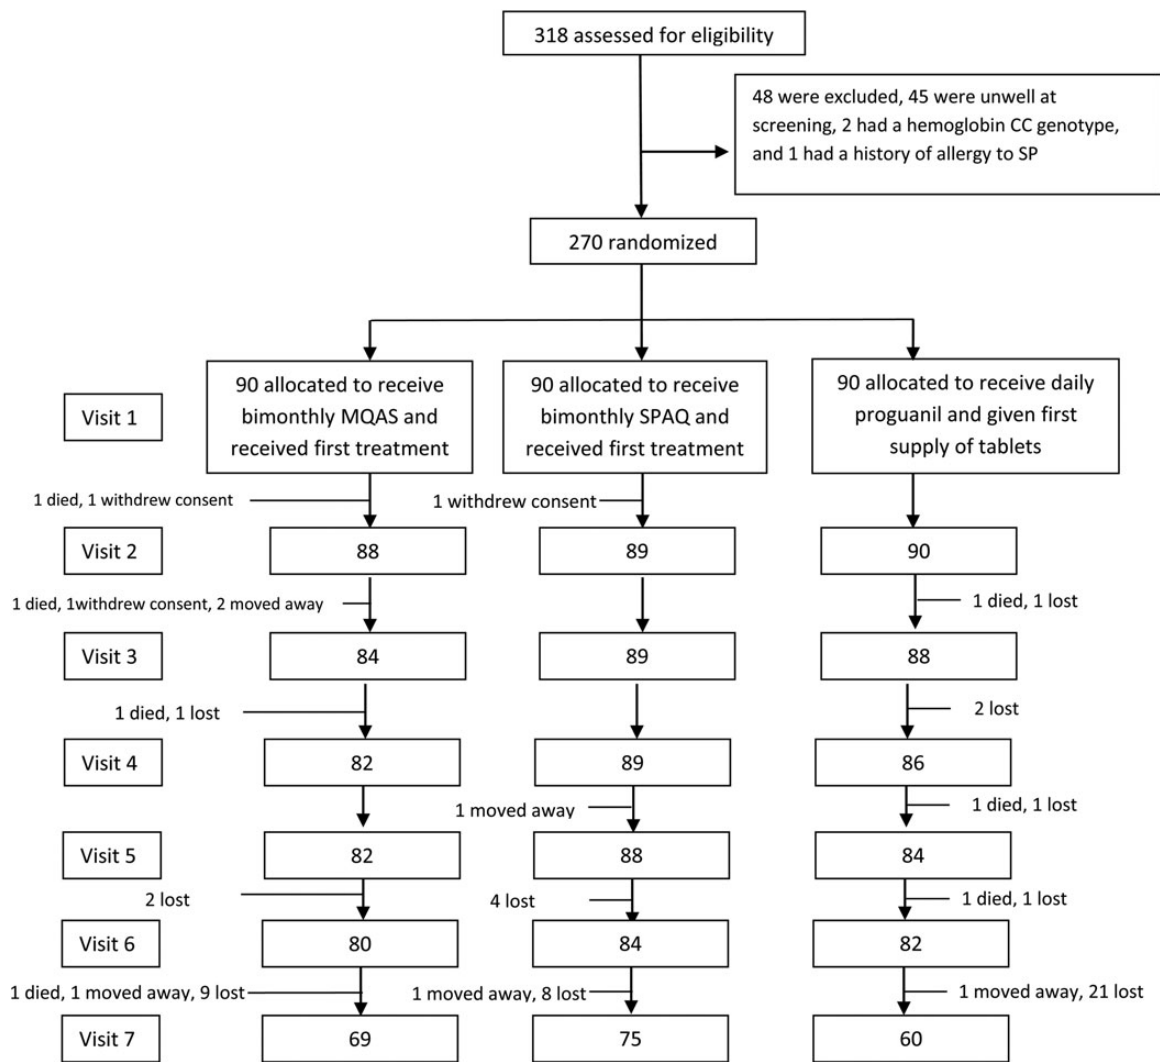 318 assessed for eligibility
48 were excluded, 45 were unwell at
screening, 2 had a hemoglobin CC genotype,
and 1 had a history of allergy to SP
270 randomized
Visit 1
90 allocated to receive
bimonthly MQAS and
received first treatment
90 allocated to receive
bimonthly SPAQ and
received first treatment
90 allocated to receive daily
proguanil and given first
supply of tablets
1 died, 1 withdrew consent
1 withdrew consent
Visit 2
88
89
90
1 died, 1withdrew consent, 2 moved away
1 died, 1 lost
Visit 3
84
89
88
1 died, 1 lost
2 lost
Visit 4
82
89
86
1 moved away
1 died, 1 lost
Visit 5
82
88
84
2 lost
4 lost
1 died, 1 lost
Visit 6
80
84
82
1 died, 1 moved away, 9 lost
1 moved away, 8 lost
1 moved away, 21 lost
Visit 7
69
75
60